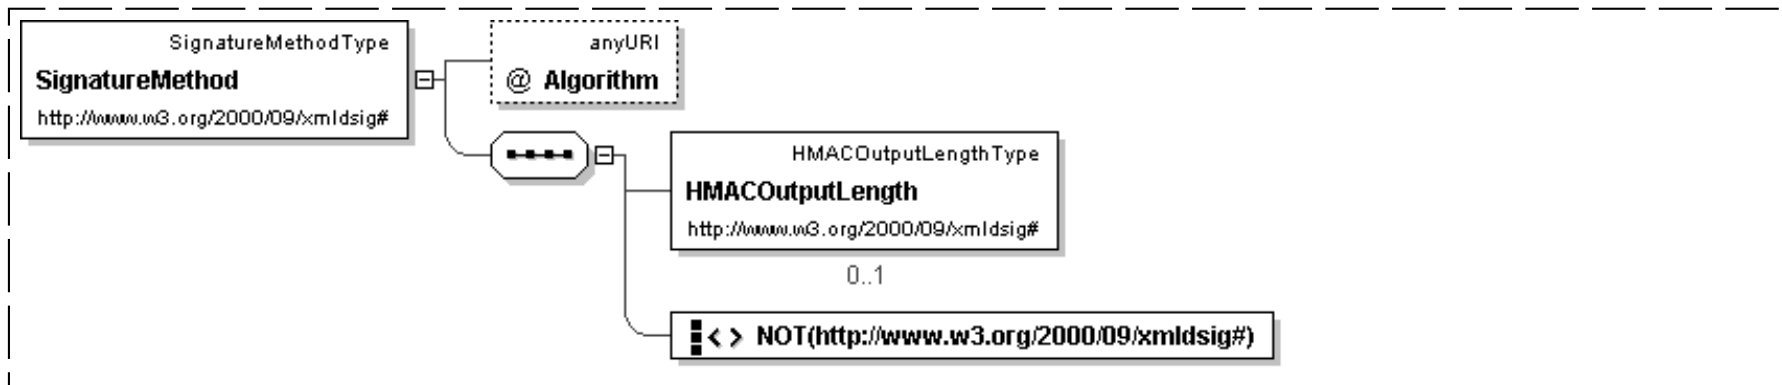 SignatureMethodType
SignatureMethod
http://www.w3.org/2000/09/xmldsig#
anyURI
@ Algorithm
HMACOutputLengthType
HMACOutputLength
http://www.w3.org/2000/09/xmldsig#
0..1
<> NOT(http://www.w3.org/2000/09/xmldsig#)